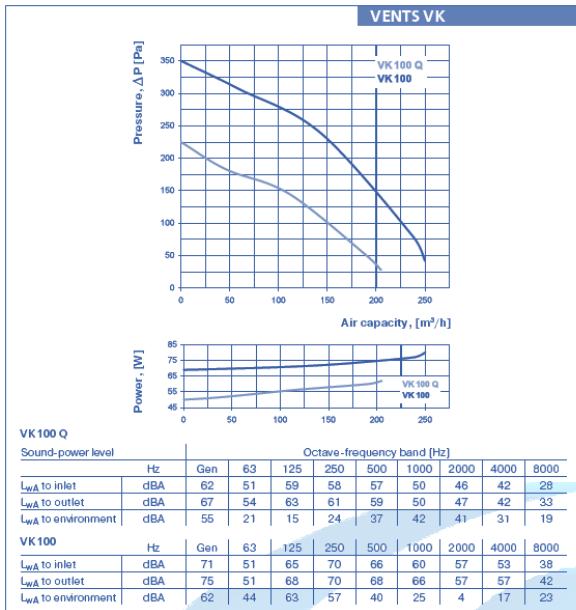 VENTS VK
Pressure, Δ P [Pa]
350
300
250
200
150
100
50
0
VK 100 Q
VK 100
0 50 100 150 200 250
Air capacity, [m³/h]
Power, [W]
85
75
65
55
45
VK 100 Q
VK 100
0 50 100 150 200 250
VK 100 Q
Sound-power level Octave-frequency band [Hz]
Hz Gen 63 125 250 500 1000 2000 4000 8000
LwA to inlet dBA 62 51 59 58 57 50 46 42 28
LwA to outlet dBA 67 54 63 61 59 50 47 42 33
LwA to environment dBA 55 21 15 24 37 42 41 31 19
VK 100
Hz Gen 63 125 250 500 1000 2000 4000 8000
LwA to inlet dBA 71 51 65 70 66 60 57 53 38
LwA to outlet dBA 75 51 68 70 68 66 57 57 42
LwA to environment dBA 62 44 63 57 40 25 4 17 23